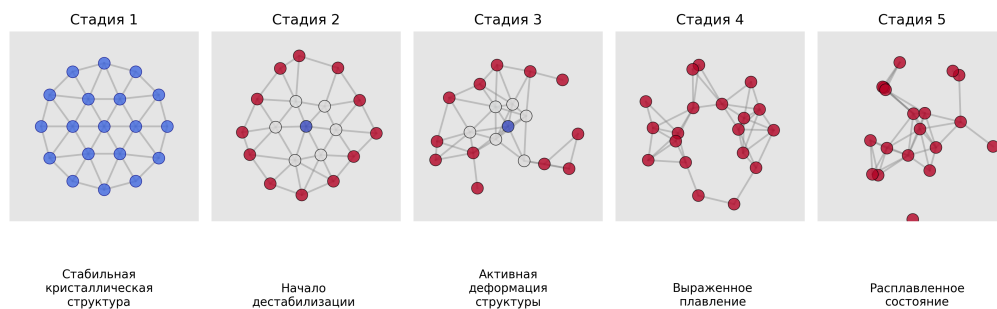 Стадия 1
Стадия 2
Стадия 3
Стадия 4
Стадия 5
Стабильная
кристаллическая
структура
Начало
дестабилизации
Активная
деформация
структуры
Выраженное
плавление
Расплавленное
состояние